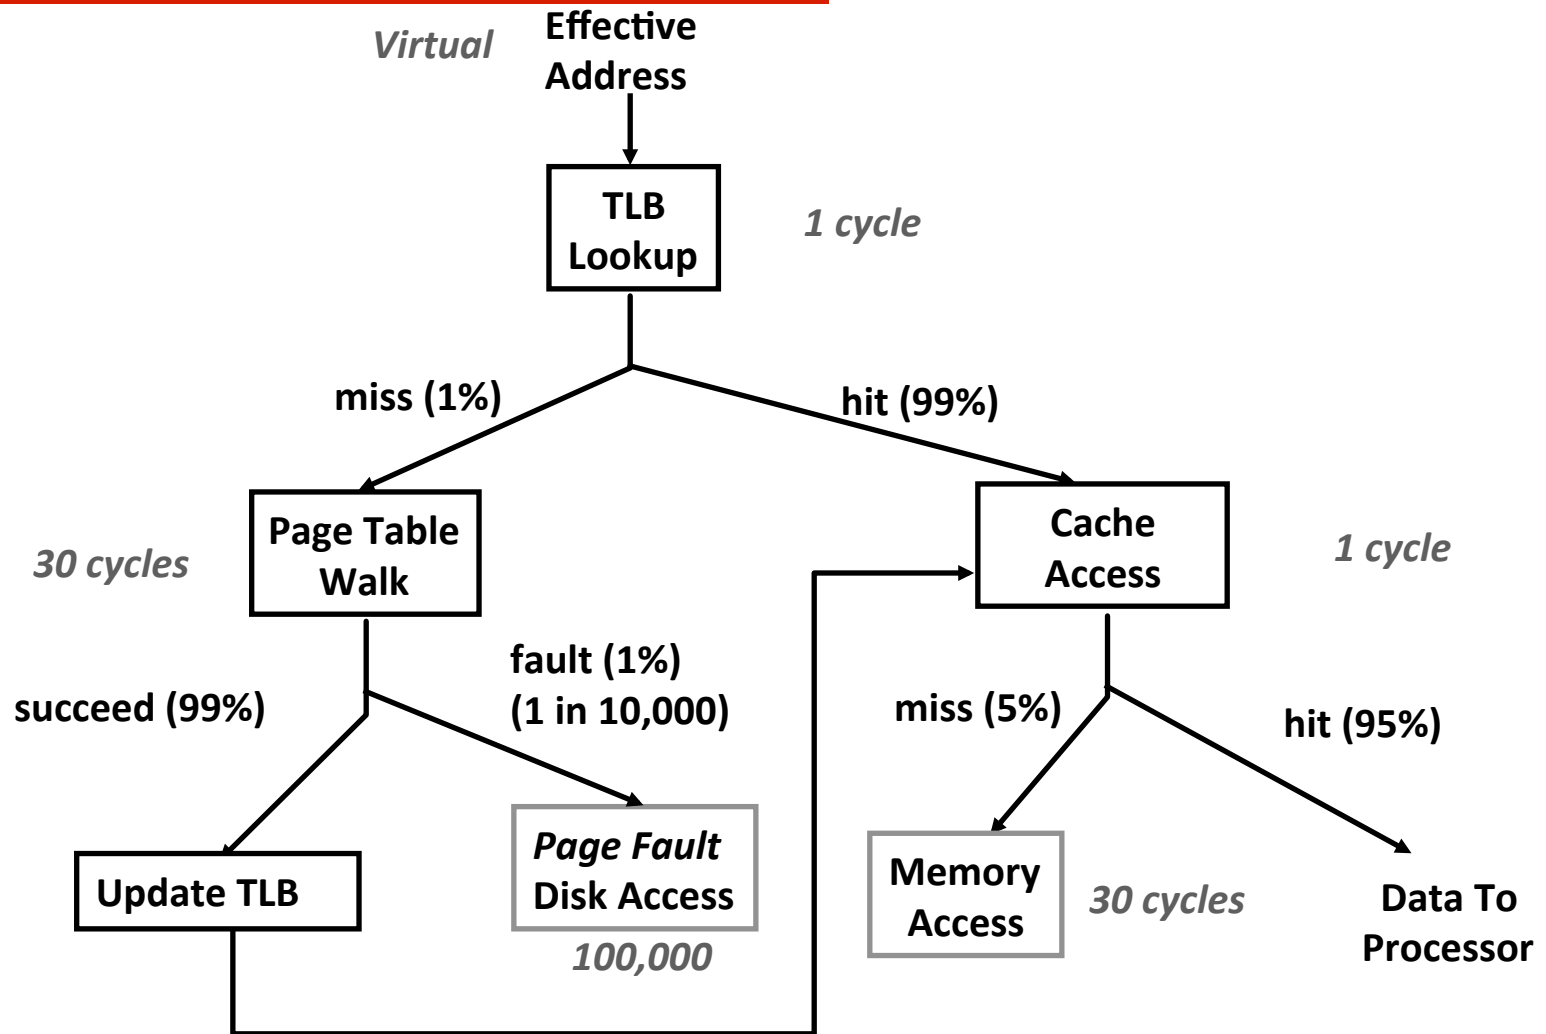 Virtual
Effective
Address
TLB
Lookup
1 cycle
miss (1%)
hit (99%)
Page Table
Walk
30 cycles
Cache
Access
1 cycle
succeed (99%)
fault (1%)
(1 in 10,000)
miss (5%)
hit (95%)
Update TLB
Page Fault
Disk Access
100,000
Memory
Access
30 cycles
Data To
Processor